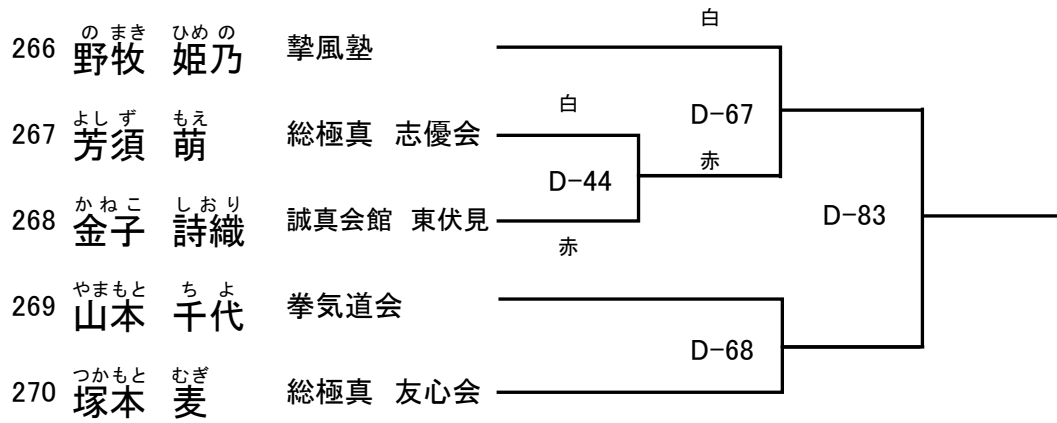 白
の まき ひめ の
266 野牧 姫乃 摯風塾
よし ず もえ
267 芳須 萌 総極真 志優会
白
D-67
赤
D-44
かねこ しおり
268 金子 詩織 誠真会館 東伏見
赤
D-83
やまもと ち よ
269 山本 千代 拳気道会
D-68
つかもと むぎ
270 塚本 麦 総極真 友心会